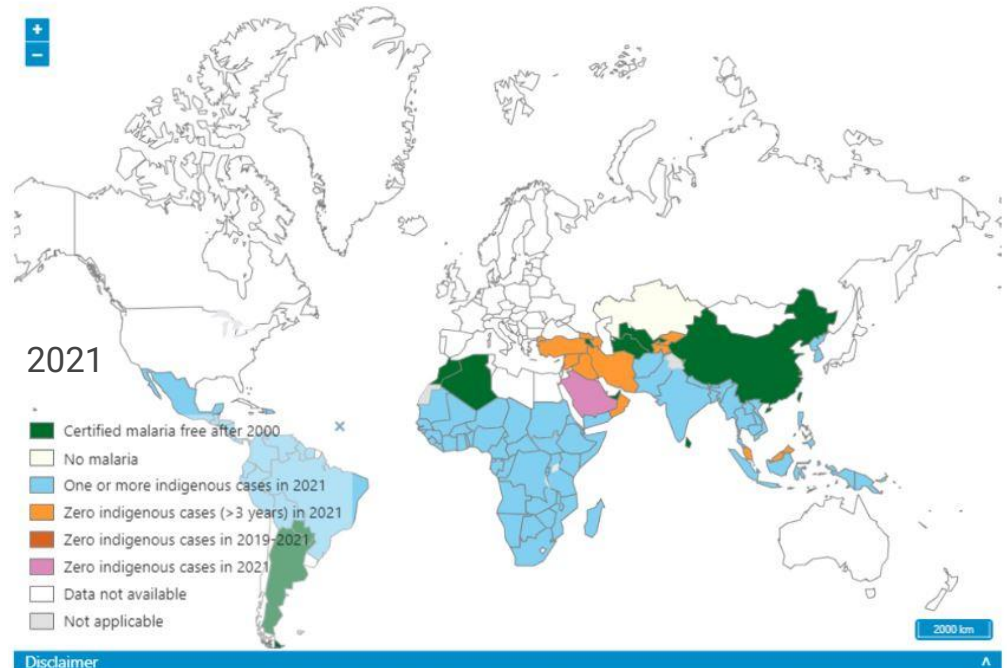 +
−
2021
Certified malaria free after 2000
×
No malaria
One or more indigenous cases in 2021
Zero indigenous cases (>3 years) in 2021
Zero indigenous cases in 2019-2021
Zero indigenous cases in 2021
Data not available
Not applicable
2000 km
Disclaimer